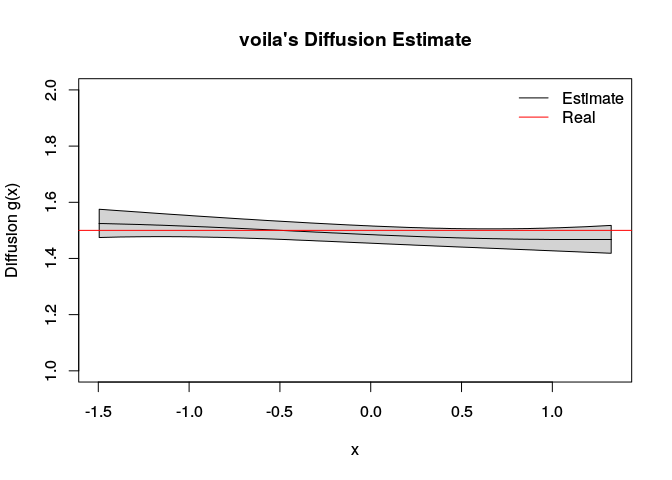 voila's Diffusion Estimate
Diffusion g(x)
2.0
1.8
1.6
1.4
1.2
1.0
Estimate
Real
-1.5 -1.0 -0.5 0.0 0.5 1.0
x